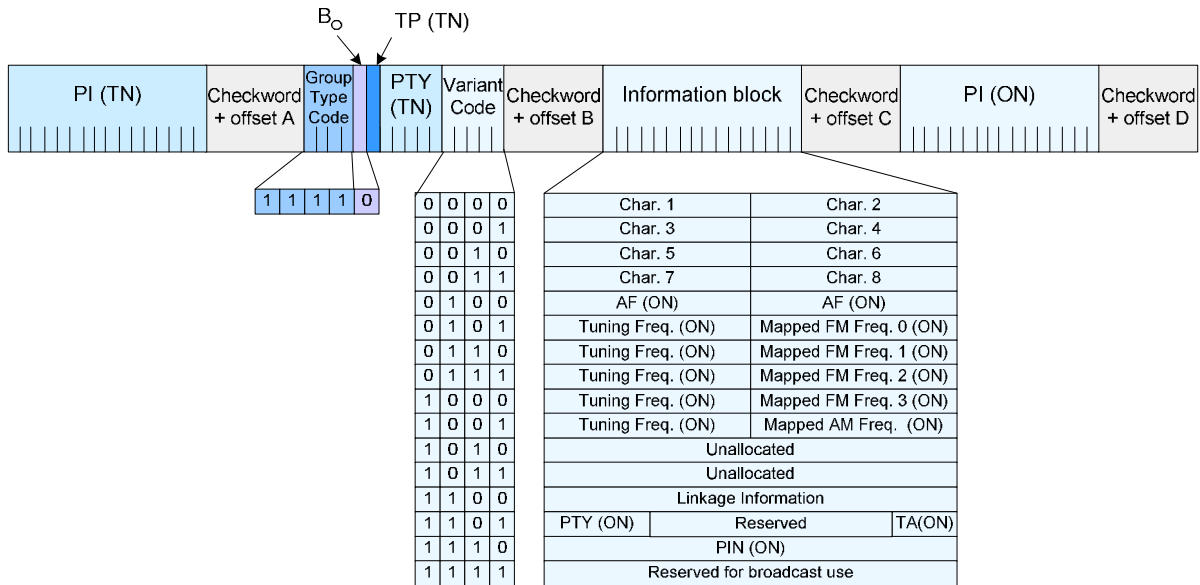 B₀ TP (TN)
PI (TN) Checkword + offset A Group Type Code PTY (TN) Variant Code Checkword + offset B Information block Checkword + offset C PI (ON) Checkword + offset D
1 1 1 1 0
0 0 0 0 Char. 1 Char. 2
0 0 0 1 Char. 3 Char. 4
0 0 1 0 Char. 5 Char. 6
0 0 1 1 Char. 7 Char. 8
0 1 0 0 AF (ON) AF (ON)
0 1 0 1 Tuning Freq. (ON) Mapped FM Freq. 0 (ON)
0 1 1 0 Tuning Freq. (ON) Mapped FM Freq. 1 (ON)
0 1 1 1 Tuning Freq. (ON) Mapped FM Freq. 2 (ON)
1 0 0 0 Tuning Freq. (ON) Mapped FM Freq. 3 (ON)
1 0 0 1 Tuning Freq. (ON) Mapped AM Freq. (ON)
1 0 1 0 Unallocated
1 0 1 1 Unallocated
1 1 0 0 Linkage Information
1 1 0 1 PTY (ON) Reserved TA(ON)
1 1 1 0 PIN (ON)
1 1 1 1 Reserved for broadcast use